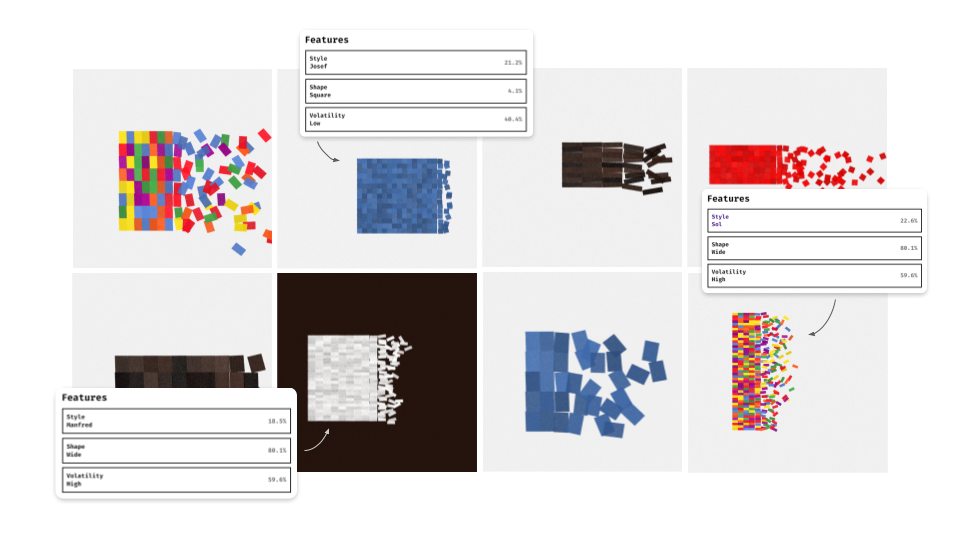 Features
Style
Josef
21.2%
Shape
Square
4.1%
Volatility
Low
40.4%
Features
Style
Sol
22.6%
Shape
Wide
80.1%
Volatility
High
59.6%
Features
Style
Manfred
18.5%
Shape
Wide
80.1%
Volatility
High
59.6%